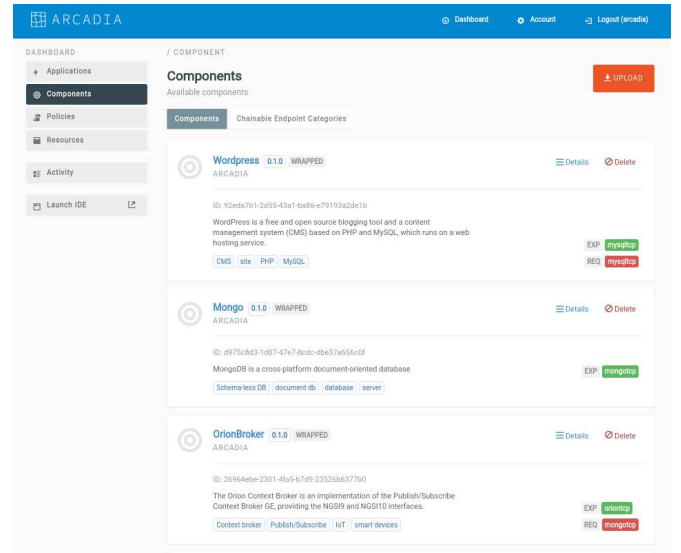 ARCADIA
Dashboard
Account
Logout (arcadia)
DASHBOARD
Applications
Components
Policies
Resources
Activity
Launch IDE
/ COMPONENT
Components
Available components
UPLOAD
Components
Chainable Endpoint Categories
Wordpress 0.1.0 WRAPPED
Details
Delete
ARCADIA
ID: 92eda7b1-2d55-43a1-ba86-e79193a2de1b
WordPress is a free and open source blogging tool and a content
management system (CMS) based on PHP and MySQL, which runs on a web
hosting service.
CMS site PHP MySQL
EXP mysqltcp
REQ mysqltcp
Mongo 0.1.0 WRAPPED
Details
Delete
ARCADIA
ID: d975c8d3-1d87-47e7-8cdc-dbe37a656c0f
MongoDB is a cross-platform document-oriented database
Schema-less DB document db database server
EXP mongotcp
OrionBroker 0.1.0 WRAPPED
Details
Delete
ARCADIA
ID: 26964ebe-2301-4fa5-b7d9-23526b6377b0
The Orion Context Broker is an implementation of the Publish/Subscribe
Context Broker GE, providing the NGSI9 and NGSI10 interfaces.
Context broker Publish/Subscribe IoT smart devices
EXP oriontcp
REQ mongotcp